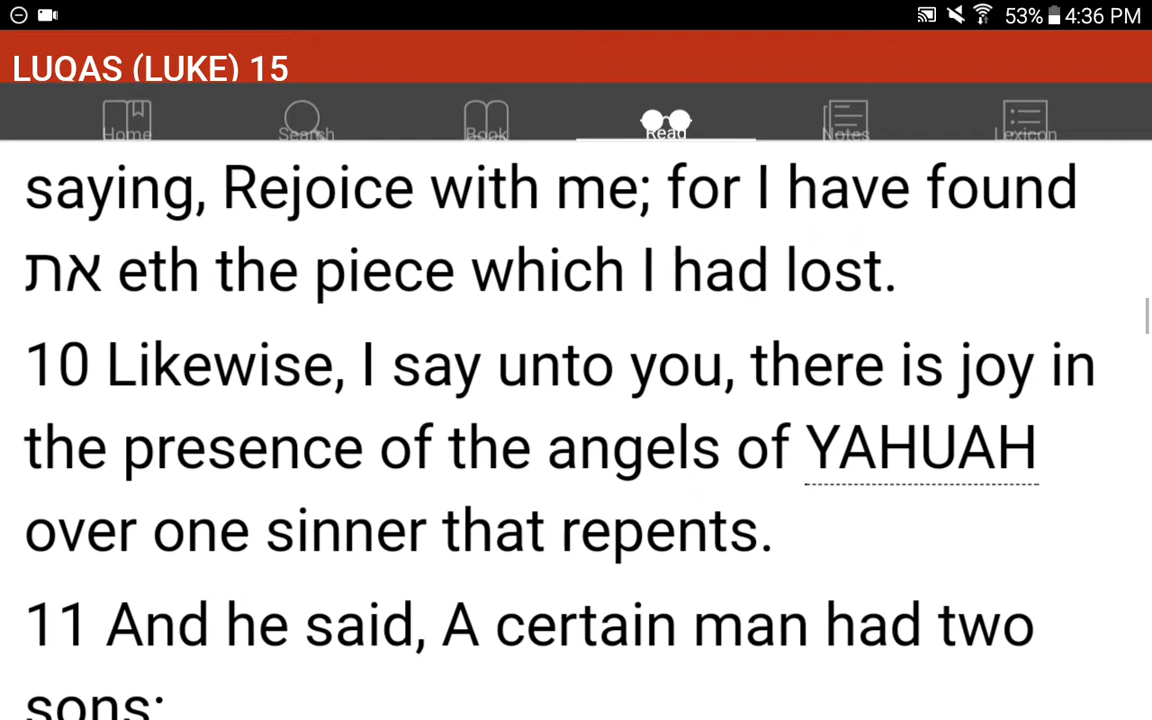 53% 4:36 PM
LUQAS (LUKE) 15
Home Search Book Read Notes Lexicon
saying, Rejoice with me; for I have found
את eth the piece which I had lost.
10 Likewise, I say unto you, there is joy in
the presence of the angels of YAHUAH
over one sinner that repents.
11 And he said, A certain man had two
sons: